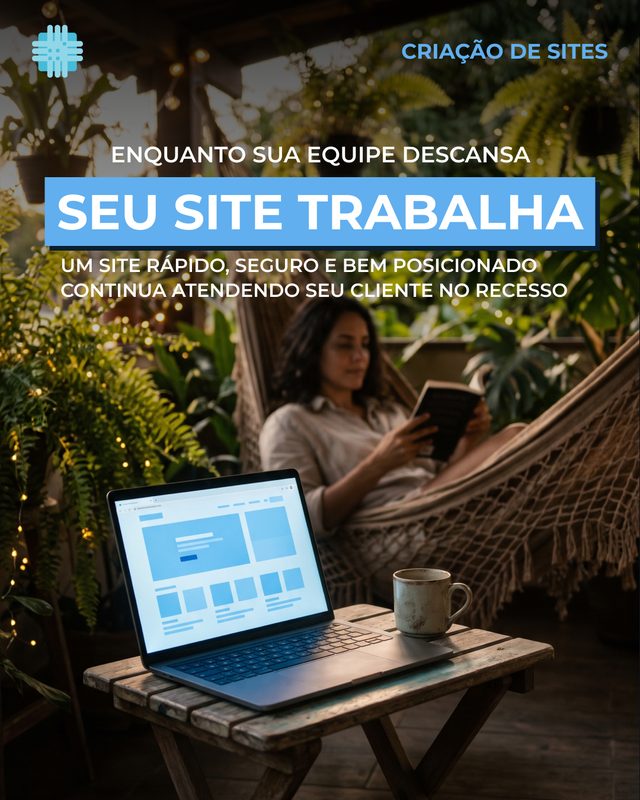 CRIAÇÃO DE SITES
ENQUANTO SUA EQUIPE DESCANSA
SEU SITE TRABALHA
UM SITE RÁPIDO, SEGURO E BEM POSICIONADO
CONTINUA ATENDENDO SEU CLIENTE NO RECESSO